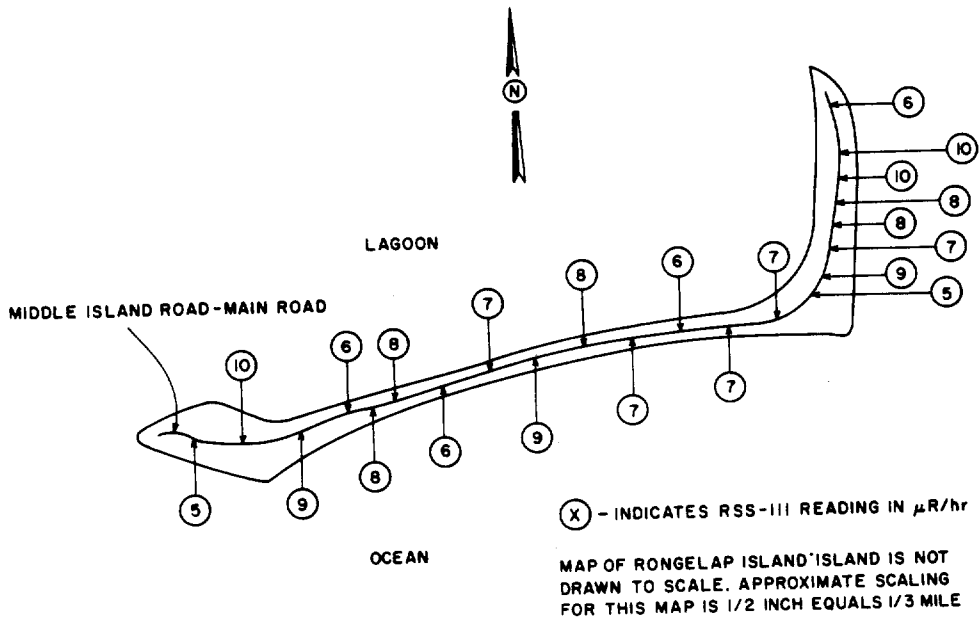 N
6
10
10
8
8
7
9
5
LAGOON
7
6
8
7
8
6
10
MIDDLE ISLAND ROAD-MAIN ROAD
5
9
8
6
9
7
7
OCEAN
X - INDICATES RSS-III READING IN μR/hr
MAP OF RONGELAP ISLAND'ISLAND IS NOT
DRAWN TO SCALE. APPROXIMATE SCALING
FOR THIS MAP IS 1/2 INCH EQUALS 1/3 MILE